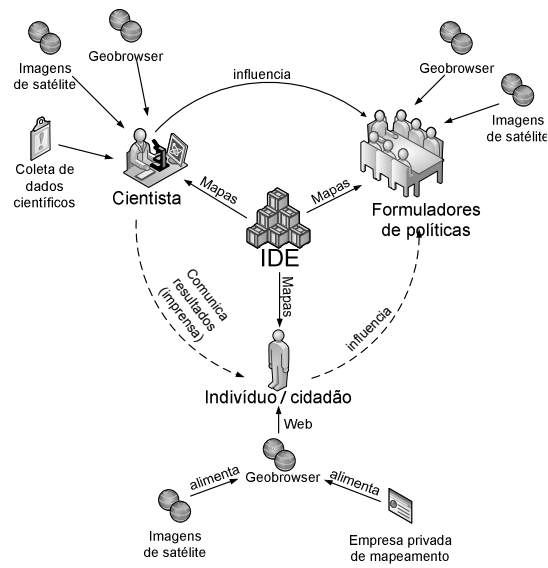 Imagens
de satélite
Geobrowser
influencia
Geobrowser
Imagens
de satélite
Coleta de
dados
científicos
Cientista
Mapas
Mapas
Formuladores
de políticas
IDE
Mapas
Comunica
resultados
(imprensa)
influencia
Indivíduo / cidadão
Web
Geobrowser
alimenta
alimenta
Imagens
de satélite
Empresa privada
de mapeamento